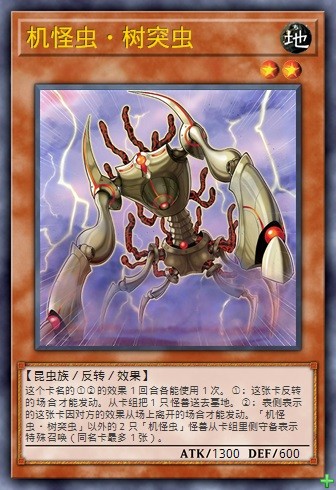 机怪虫・树突虫
地
【昆虫族／反转／效果】
这个卡名的①②的效果1回合各能使用1次。①：这张卡反转
的场合才能发动。从卡组把1只怪兽送去墓地。②：表侧表示
的这张卡因对方的效果从场上离开的场合才能发动。「机怪
虫・树突虫」以外的2只「机怪虫」怪兽从卡组里侧守备表示
特殊召唤（同名卡最多1张）。
ATK/1300 DEF/600